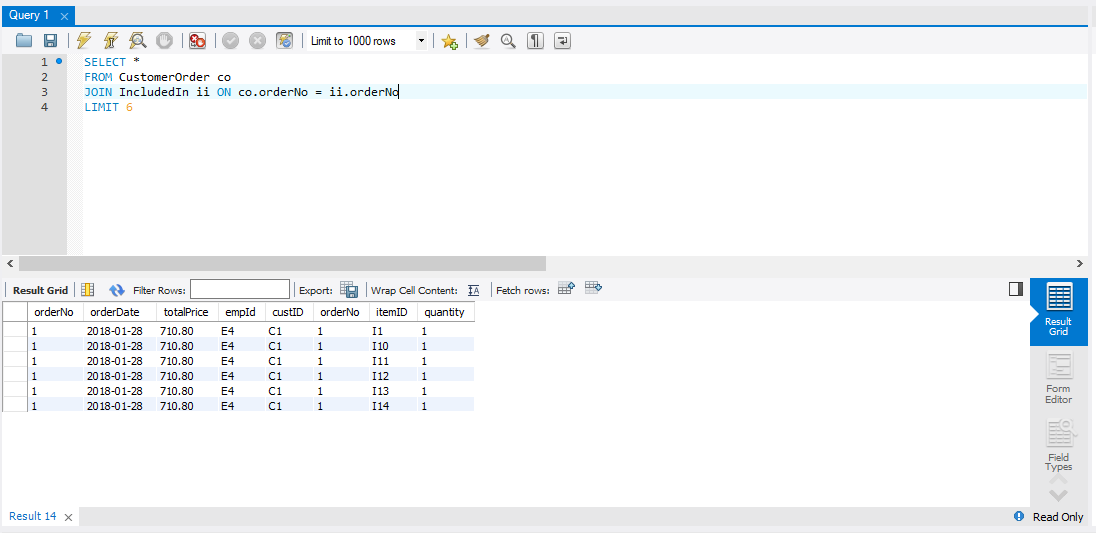 Query 1
Limit to 1000 rows
1 SELECT *
2 FROM CustomerOrder co
3 JOIN IncludedIn ii ON co.orderNo = ii.orderNo
4 LIMIT 6
Result Grid Filter Rows: Export: Wrap Cell Content: Fetch rows:
orderNo orderDate totalPrice empId custID orderNo itemID quantity
1 2018-01-28 710.80 E4 C1 1 I1 1
1 2018-01-28 710.80 E4 C1 1 I10 1
1 2018-01-28 710.80 E4 C1 1 I11 1
1 2018-01-28 710.80 E4 C1 1 I12 1
1 2018-01-28 710.80 E4 C1 1 I13 1
1 2018-01-28 710.80 E4 C1 1 I14 1
Result
Grid
Form
Editor
Field
Types
Result 14
Read Only